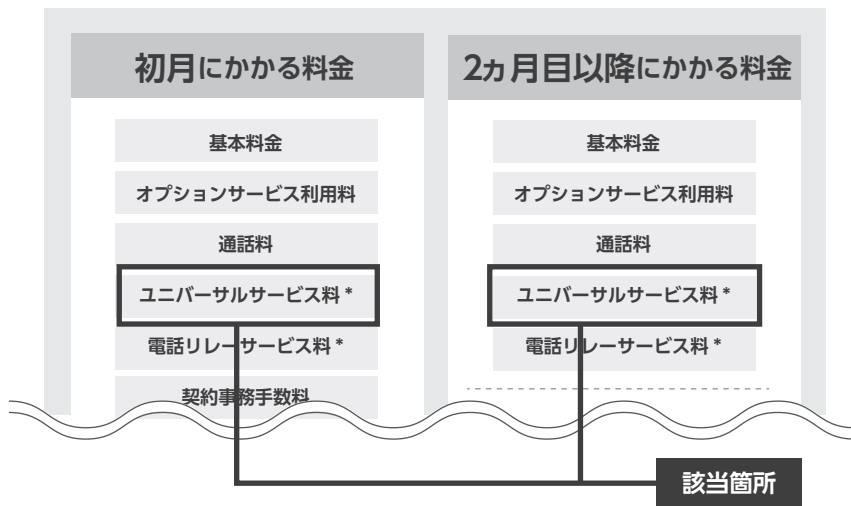 初月にかかる料金
基本料金
オプションサービス利用料
通話料
ユニバーサルサービス料*
電話リレーサービス料*
契約事務手数料
2ヵ月目以降にかかる料金
基本料金
オプションサービス利用料
通話料
ユニバーサルサービス料*
電話リレーサービス料*
該当箇所